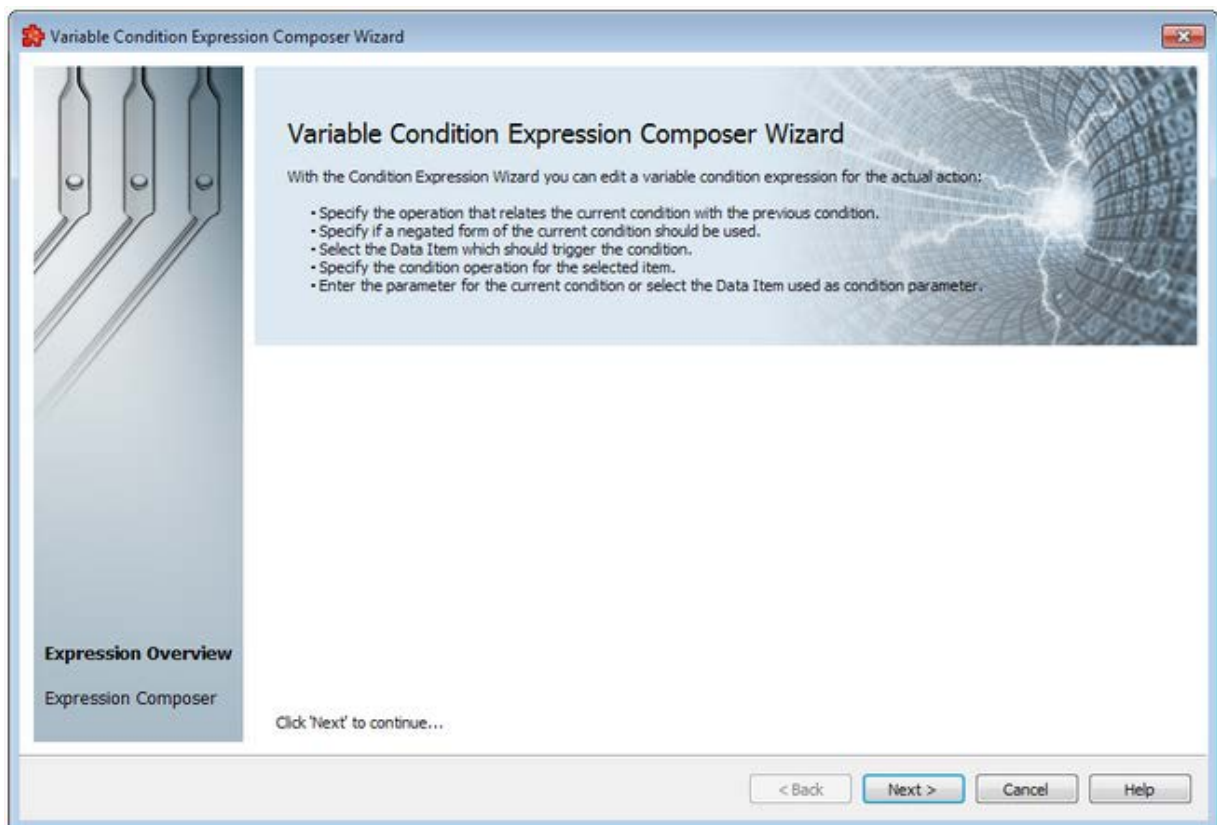 Variable Condition Expression Composer Wizard
Variable Condition Expression Composer Wizard
With the Condition Expression Wizard you can edit a variable condition expression for the actual action:
• Specify the operation that relates the current condition with the previous condition.
• Specify if a negated form of the current condition should be used.
• Select the Data Item which should trigger the condition.
• Specify the condition operation for the selected item.
• Enter the parameter for the current condition or select the Data Item used as condition parameter.
Expression Overview
Expression Composer
Click 'Next' to continue...
< Back Next > Cancel Help